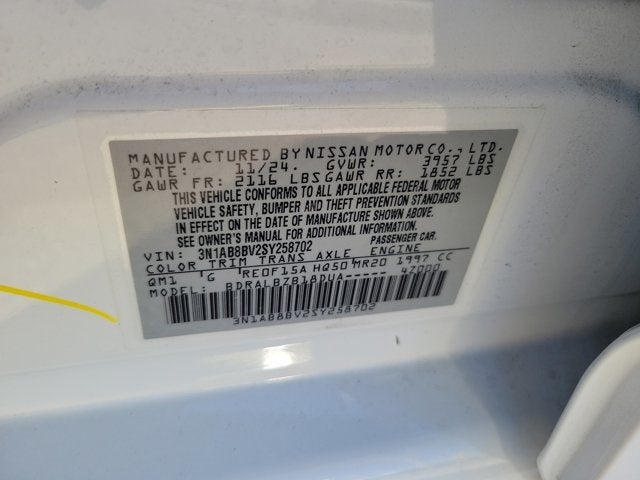 MANUFACTURED BY NISSAN MOTOR CO., LTD.
DATE: 11/24. GVWR: 3957 LBS
GAWR FR: 2116 LBS GAWR RR: 1852 LBS
THIS VEHICLE CONFORMS TO ALL APPLICABLE FEDERAL MOTOR
VEHICLE SAFETY, BUMPER AND THEFT PREVENTION STANDARDS
IN EFFECT ON THE DATE OF MANUFACTURE SHOWN ABOVE.
SEE OWNER'S MANUAL FOR ADDITIONAL INFORMATION.
VIN: 3N1AB8BV2SY258702 PASSENGER CAR.
COLOR TRIM TRANS AXLE ENGINE
QM1 'G 'RE0F15A HQ50'MR20 1997 CC
MODEL: BDRALBZB18DUA------ 4Z000
3N1AB8BV2SY258702